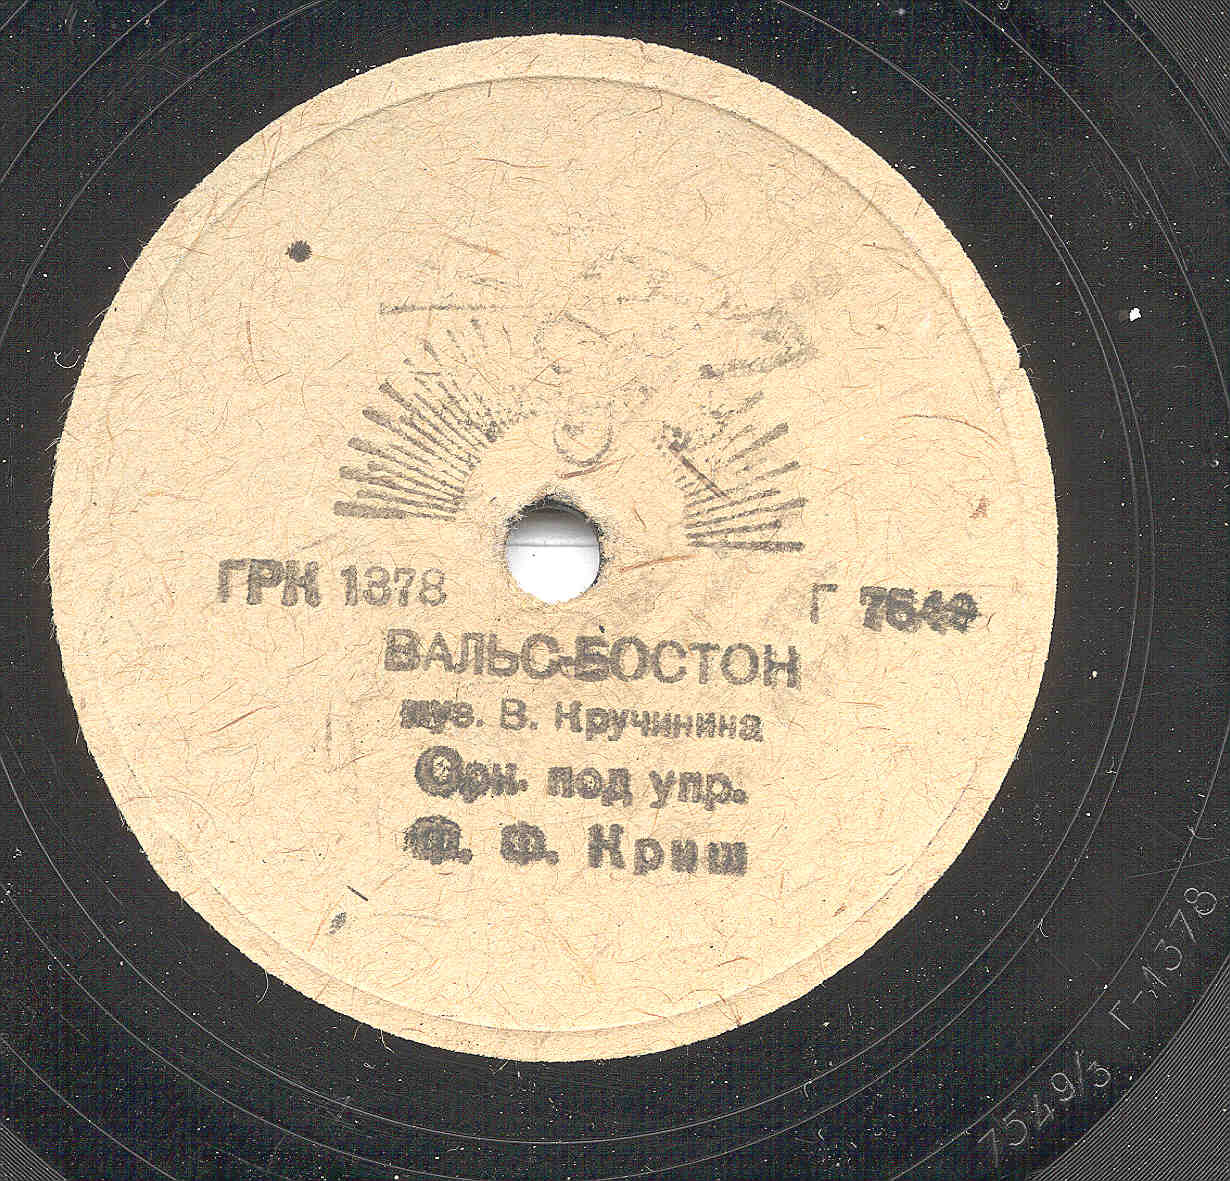 ГРК 1378
Г 7549
ВАЛЬС-БОСТОН
муз. В. Кручинина
Орк. под упр.
Ф. Ф. Криш
7549/3 Г-1378